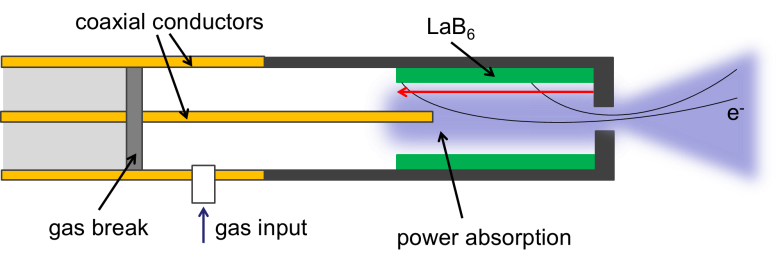 coaxial conductors
LaB₆
e⁻
gas break
gas input
power absorption